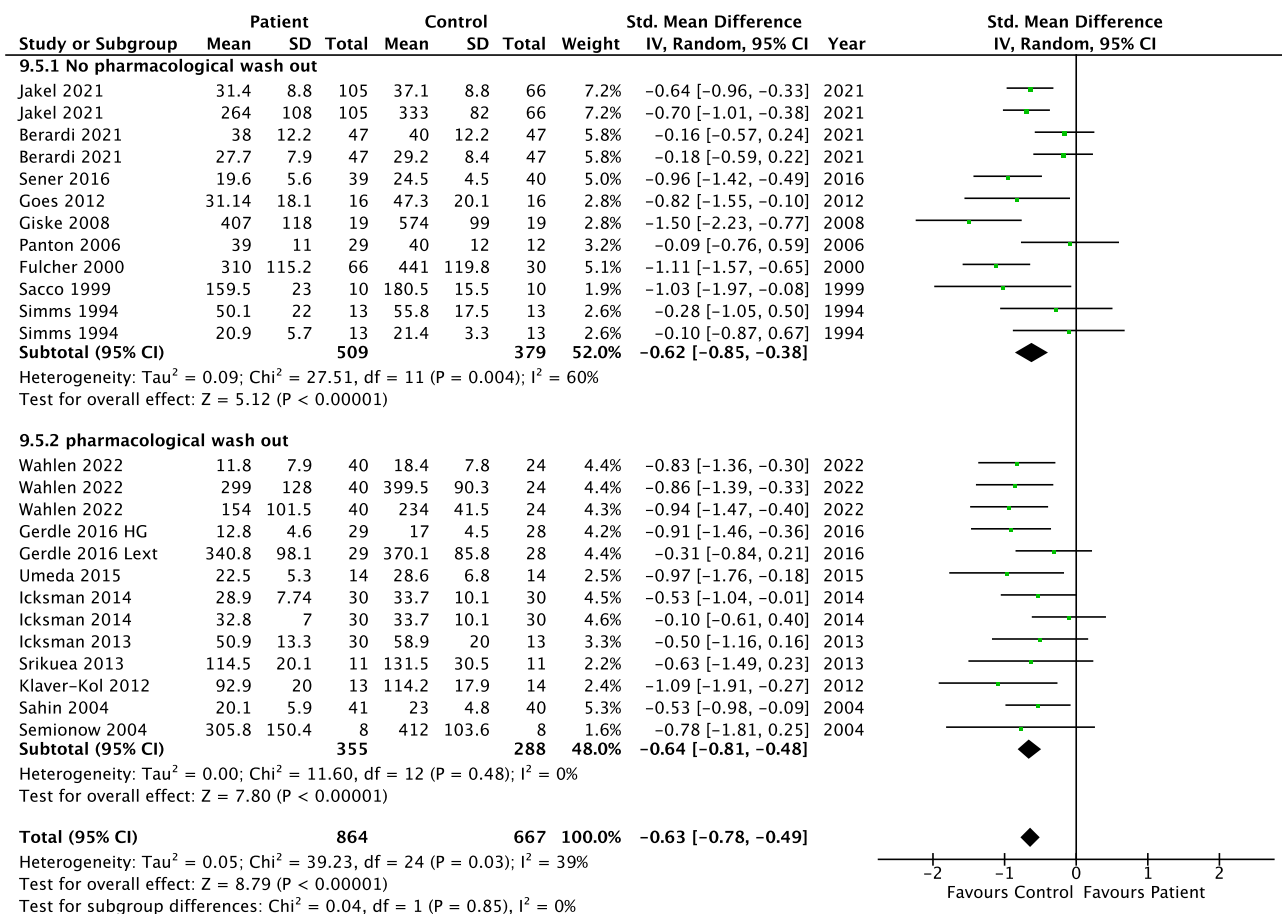 Patient Control Std. Mean Difference Std. Mean Difference
Study or Subgroup Mean SD Total Mean SD Total Weight IV, Random, 95% CI Year IV, Random, 95% CI
9.5.1 No pharmacological wash out
Jakel 2021 31.4 8.8 105 37.1 8.8 66 7.2% −0.64 [−0.96, −0.33] 2021
Jakel 2021 264 108 105 333 82 66 7.2% −0.70 [−1.01, −0.38] 2021
Berardi 2021 38 12.2 47 40 12.2 47 5.8% −0.16 [−0.57, 0.24] 2021
Berardi 2021 27.7 7.9 47 29.2 8.4 47 5.8% −0.18 [−0.59, 0.22] 2021
Sener 2016 19.6 5.6 39 24.5 4.5 40 5.0% −0.96 [−1.42, −0.49] 2016
Goes 2012 31.14 18.1 16 47.3 20.1 16 2.8% −0.82 [−1.55, −0.10] 2012
Giske 2008 407 118 19 574 99 19 2.8% −1.50 [−2.23, −0.77] 2008
Panton 2006 39 11 29 40 12 12 3.2% −0.09 [−0.76, 0.59] 2006
Fulcher 2000 310 115.2 66 441 119.8 30 5.1% −1.11 [−1.57, −0.65] 2000
Sacco 1999 159.5 23 10 180.5 15.5 10 1.9% −1.03 [−1.97, −0.08] 1999
Simms 1994 50.1 22 13 55.8 17.5 13 2.6% −0.28 [−1.05, 0.50] 1994
Simms 1994 20.9 5.7 13 21.4 3.3 13 2.6% −0.10 [−0.87, 0.67] 1994
Subtotal (95% CI) 509 379 52.0% −0.62 [−0.85, −0.38]
Heterogeneity: Tau² = 0.09; Chi² = 27.51, df = 11 (P = 0.004); I² = 60%
Test for overall effect: Z = 5.12 (P < 0.00001)
9.5.2 pharmacological wash out
Wahlen 2022 11.8 7.9 40 18.4 7.8 24 4.4% −0.83 [−1.36, −0.30] 2022
Wahlen 2022 299 128 40 399.5 90.3 24 4.4% −0.86 [−1.39, −0.33] 2022
Wahlen 2022 154 101.5 40 234 41.5 24 4.3% −0.94 [−1.47, −0.40] 2022
Gerdle 2016 HG 12.8 4.6 29 17 4.5 28 4.2% −0.91 [−1.46, −0.36] 2016
Gerdle 2016 Lext 340.8 98.1 29 370.1 85.8 28 4.4% −0.31 [−0.84, 0.21] 2016
Umeda 2015 22.5 5.3 14 28.6 6.8 14 2.5% −0.97 [−1.76, −0.18] 2015
Icksman 2014 28.9 7.74 30 33.7 10.1 30 4.5% −0.53 [−1.04, −0.01] 2014
Icksman 2014 32.8 7 30 33.7 10.1 30 4.6% −0.10 [−0.61, 0.40] 2014
Icksman 2013 50.9 13.3 30 58.9 20 13 3.3% −0.50 [−1.16, 0.16] 2013
Srikuea 2013 114.5 20.1 11 131.5 30.5 11 2.2% −0.63 [−1.49, 0.23] 2013
Klaver−Kol 2012 92.9 20 13 114.2 17.9 14 2.4% −1.09 [−1.91, −0.27] 2012
Sahin 2004 20.1 5.9 41 23 4.8 40 5.3% −0.53 [−0.98, −0.09] 2004
Semionow 2004 305.8 150.4 8 412 103.6 8 1.6% −0.78 [−1.81, 0.25] 2004
Subtotal (95% CI) 355 288 48.0% −0.64 [−0.81, −0.48]
Heterogeneity: Tau² = 0.00; Chi² = 11.60, df = 12 (P = 0.48); I² = 0%
Test for overall effect: Z = 7.80 (P < 0.00001)
Total (95% CI) 864 667 100.0% −0.63 [−0.78, −0.49]
Heterogeneity: Tau² = 0.05; Chi² = 39.23, df = 24 (P = 0.03); I² = 39%
Test for overall effect: Z = 8.79 (P < 0.00001)
Test for subgroup differences: Chi² = 0.04, df = 1 (P = 0.85), I² = 0%
−2 −1 0 1 2
Favours Control Favours Patient